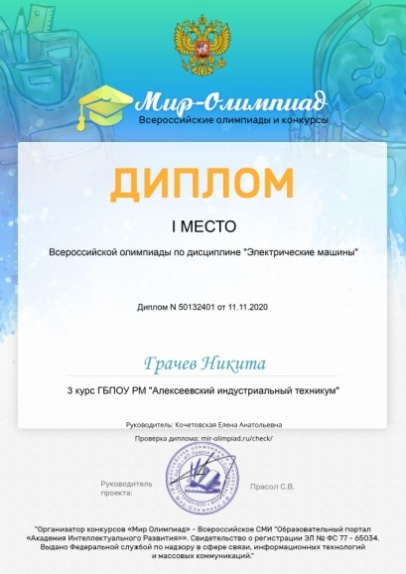 Мир-Олимпиад
Всероссийские олимпиады и конкурсы
ДИПЛОМ
I МЕСТО
Всероссийской олимпиады по дисциплине "Электрические машины"
Диплом N 50132401 от 11.11.2020
Грачев Никита
3 курс ГБПОУ РМ "Алексеевский индустриальный техникум"
Руководитель: Кочетовская Елена Анатольевна
Проверка диплома: mir-olimpiad.ru/check/
Руководитель
проекта:
Прасол С.В.
"Организатор конкурсов «Мир Олимпиад» - Всероссийское СМИ "Образовательный портал
«Академия Интеллектуального Развития»». Свидетельство о регистрации ЭЛ № ФС 77 - 65034.
Выдано Федеральной службой по надзору в сфере связи, информационных технологий
и массовых коммуникаций."